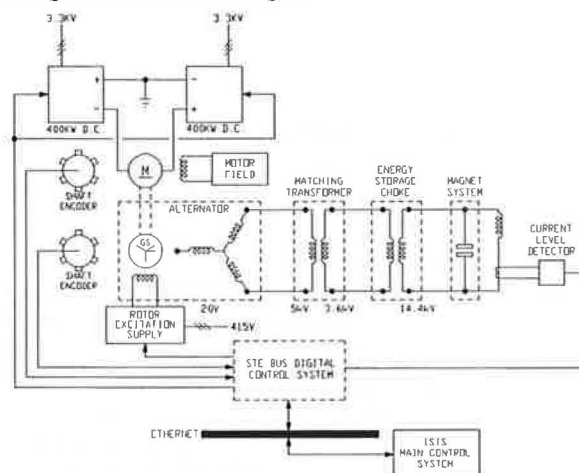 3.3KV
3.3KV
+
-
-
+
400KW D.C
400KW D.C
M
MOTOR
FIELD
SHAFT
ENCODER
SHAFT
ENCODER
ALTERNATOR
GS
MATCHING
TRANSFORMER
ENERGY
STORAGE
CHOKE
MAGNET
SYSTEM
CURRENT
LEVEL
DETECTOR
ROTOR
EXCITATION
SUPPLY
415V
5kV
3.6kV
14.4kV
STE BUS DIGITAL
CONTROL SYSTEM
ETHERNET
ISIS
MAIN CONTROL
SYSTEM